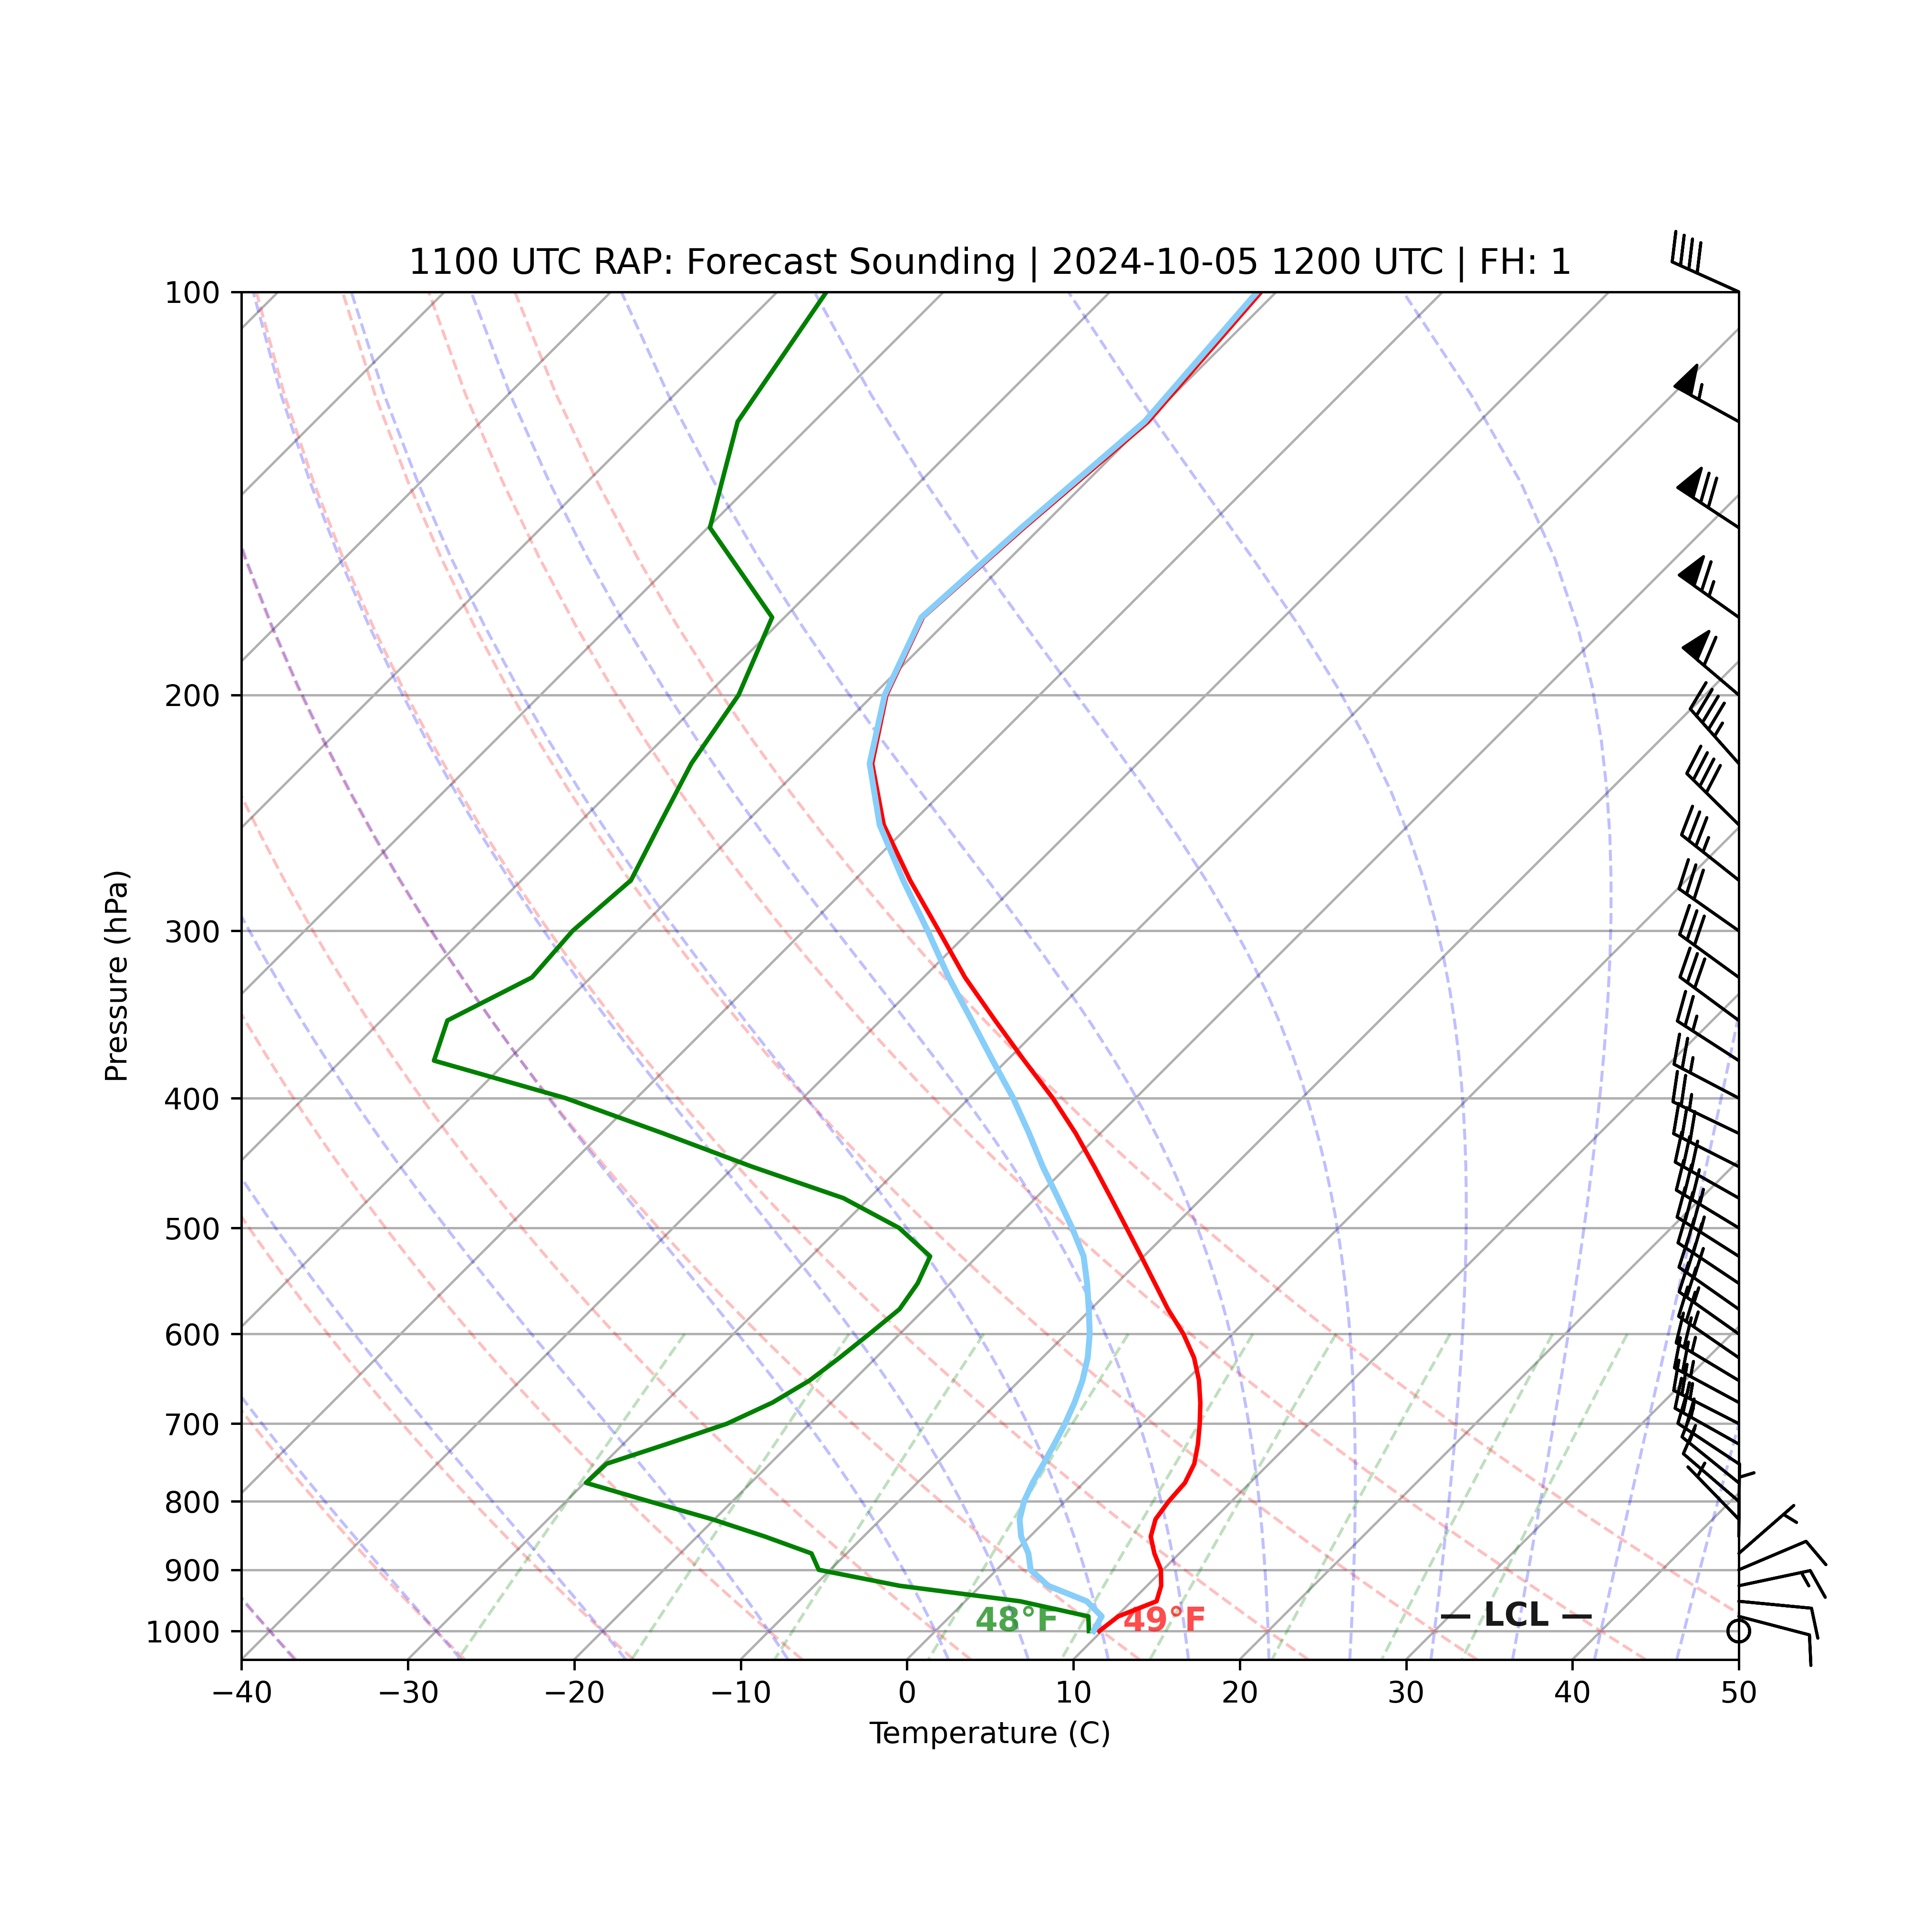 1100 UTC RAP: Forecast Sounding | 2024-10-05 1200 UTC | FH: 1
100
200
300
400
500
600
700
800
900
1000
Pressure (hPa)
48°F
49°F
— LCL —
−40 −30 −20 −10 0 10 20 30 40 50
Temperature (C)